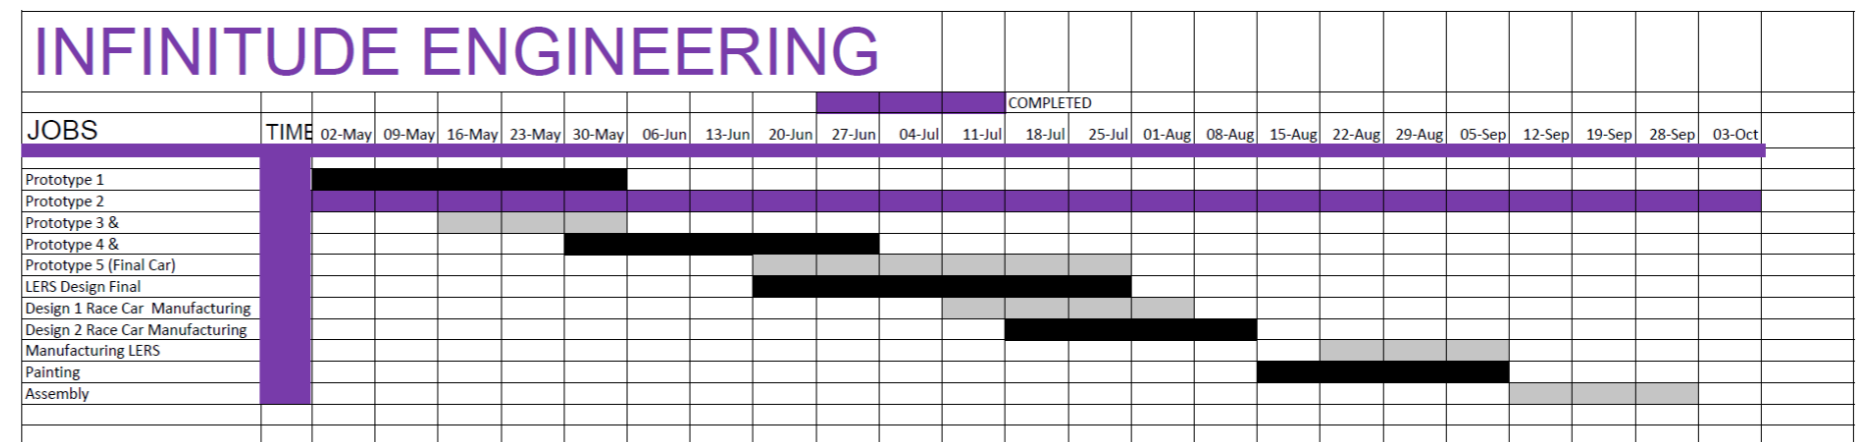 INFINITUDE ENGINEERING
COMPLETED
JOBS TIME 02-May 09-May 16-May 23-May 30-May 06-Jun 13-Jun 20-Jun 27-Jun 04-Jul 11-Jul 18-Jul 25-Jul 01-Aug 08-Aug 15-Aug 22-Aug 29-Aug 05-Sep 12-Sep 19-Sep 28-Sep 03-Oct
Prototype 1
Prototype 2
Prototype 3 &
Prototype 4 &
Prototype 5 (Final Car)
LERS Design Final
Design 1 Race Car Manufacturing
Design 2 Race Car Manufacturing
Manufacturing LERS
Painting
Assembly